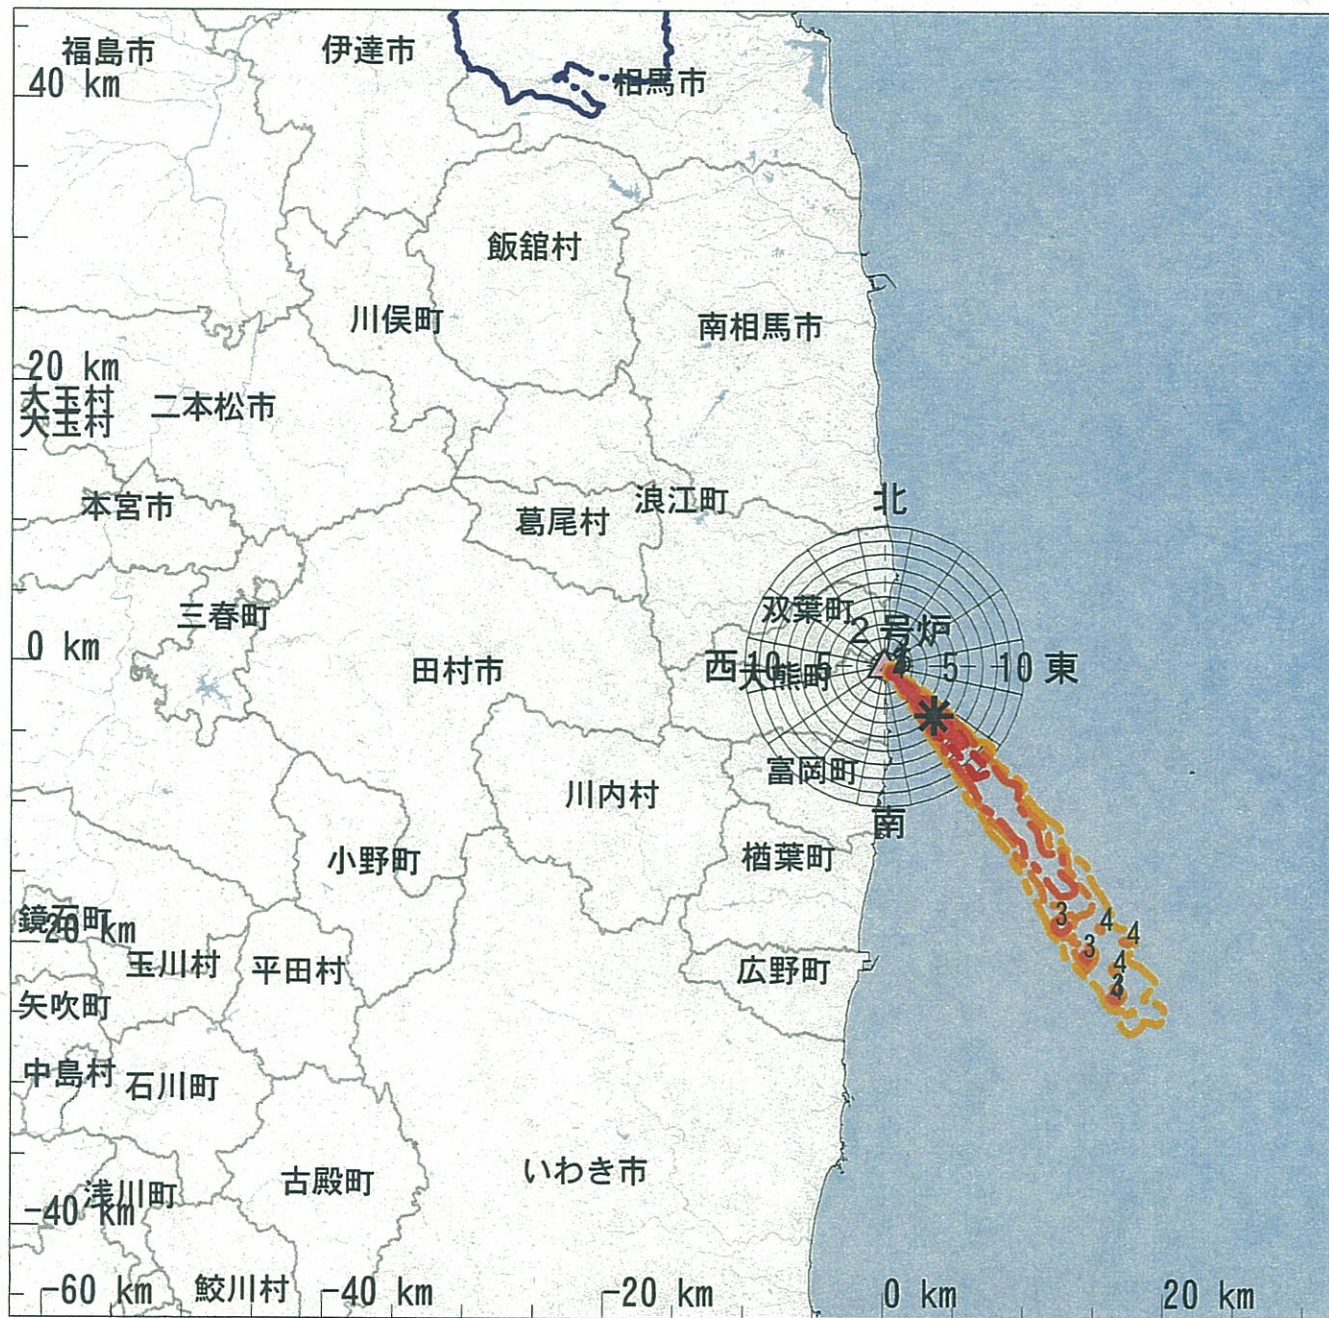 福島市
伊達市
相馬市
40 km
飯舘村
川俣町
南相馬市
20 km
大玉村
大玉村
二本松市
本宮市
葛尾村
浪江町
北
三春町
双葉町
2号炉
0 km
田村市
西
10
5
大熊町
5
10
東
富岡町
川内村
南
小野町
楢葉町
鏡石町
-20 km
3
4
4
3
4
3
玉川村
平田村
広野町
矢吹町
中島村
石川町
いわき市
古殿町
浅川町
-40 km
-60 km
鮫川村
-40 km
-20 km
0 km
20 km